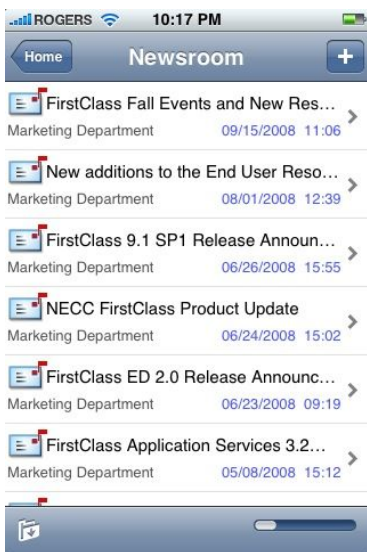 ROGERS 10:17 PM
Home Newsroom +
FirstClass Fall Events and New Res...
Marketing Department 09/15/2008 11:06
New additions to the End User Reso...
Marketing Department 08/01/2008 12:39
FirstClass 9.1 SP1 Release Announ...
Marketing Department 06/26/2008 15:55
NECC FirstClass Product Update
Marketing Department 06/24/2008 15:02
FirstClass ED 2.0 Release Announc...
Marketing Department 06/23/2008 09:19
FirstClass Application Services 3.2...
Marketing Department 05/08/2008 15:12